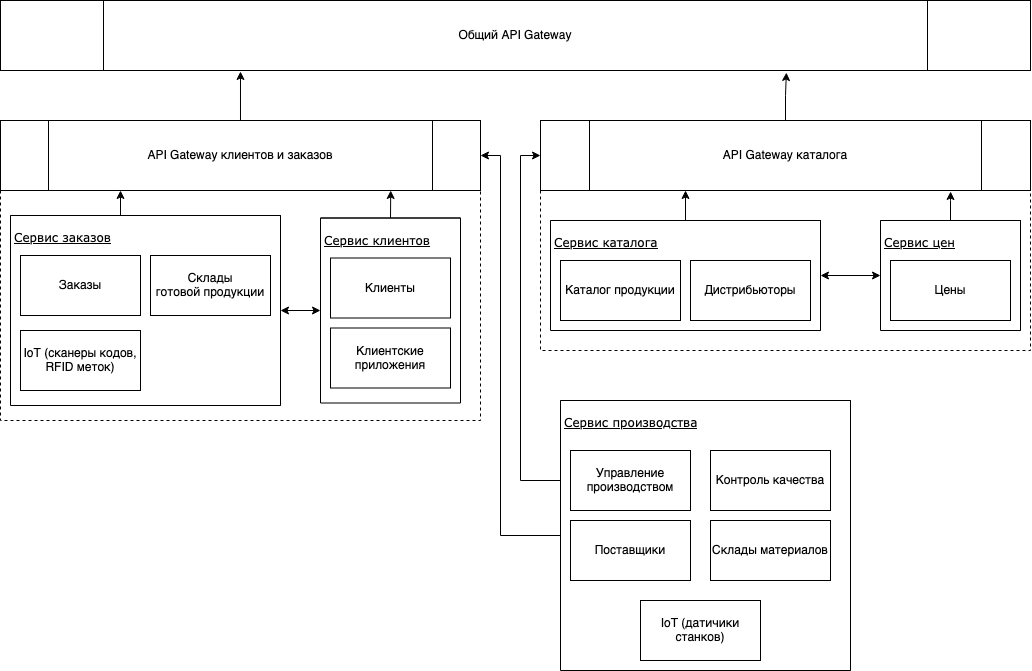 Общий API Gateway
API Gateway клиентов и заказов
API Gateway каталога
Сервис заказов
Заказы
Склады
готовой продукции
IoT (сканеры кодов,
RFID меток)
Сервис клиентов
Клиенты
Клиентские
приложения
Сервис каталога
Каталог продукции
Дистрибьюторы
Сервис цен
Цены
Сервис производства
Управление
производством
Контроль качества
Поставщики
Склады материалов
IoT (датичики
станков)